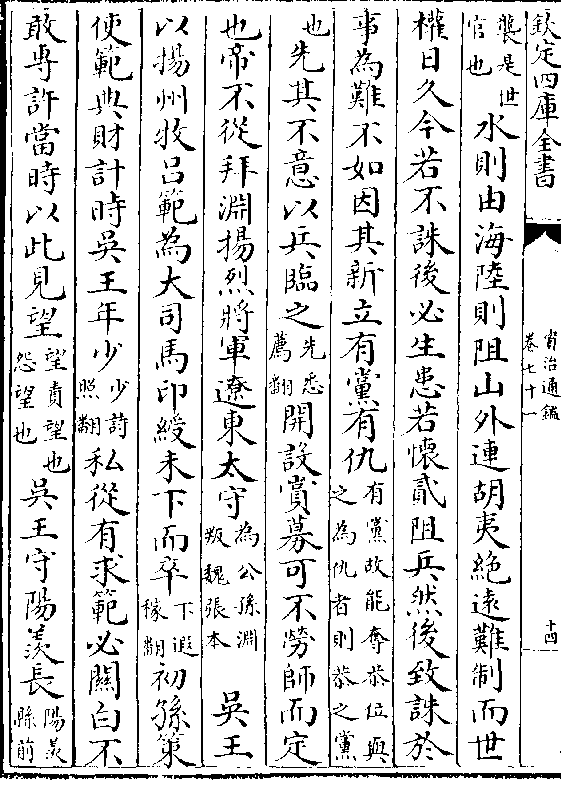 欽定四庫全書
資治通鑑
卷七十一
十四
襲是世官也水則由海陸則阻山外連胡夷絶遠難制而世
權日久今若不誅後必生患若懷貳阻兵然後致誅於
事為難不如因其新立有黨有仇有黨故能奪恭位與之為仇者則恭之黨
也先其不意以兵臨之先悉薦翻開設賞募可不勞師而定
也帝不從拜淵揚烈將軍遼東太守為公孫淵叛魏張本吳王
以揚州牧呂範為大司馬印綬未下而卒下遐稼翻初孫策
使範典財計時吳王年少少詩照翻私從有求範必關白不
敢專許當時以此見望望責望也怨望也吳王守陽羨長陽羨縣前